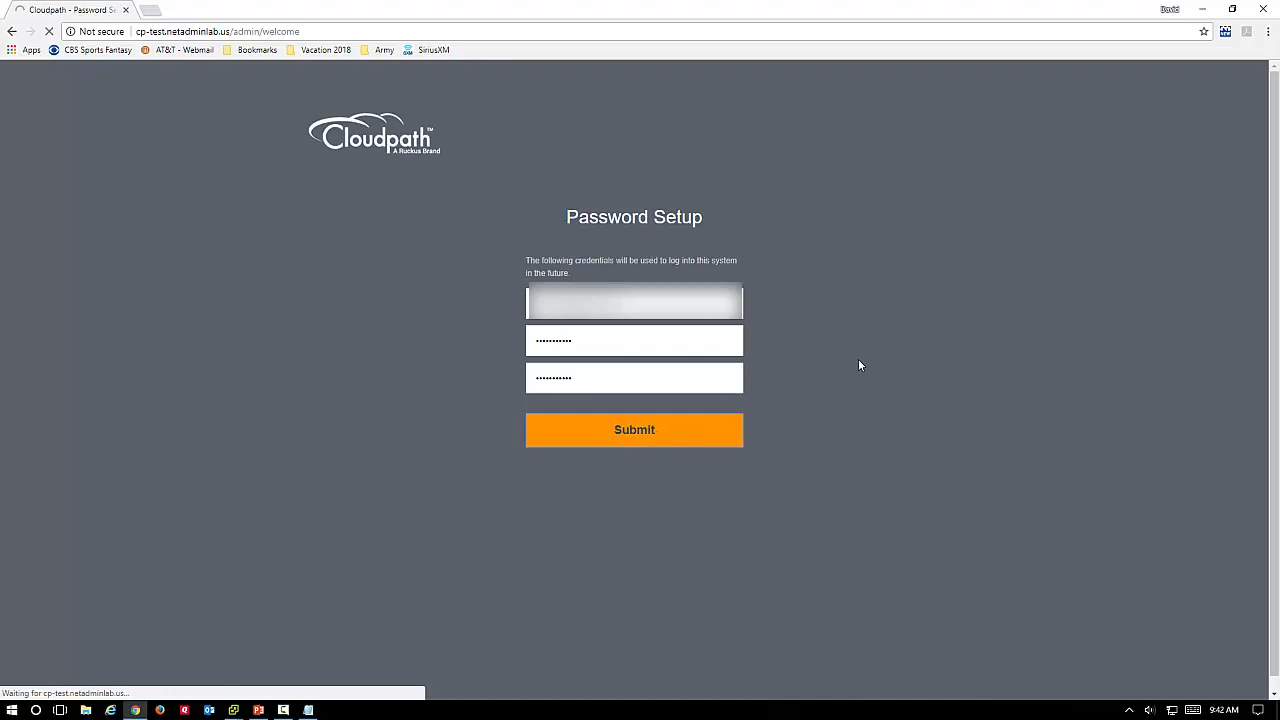 Cloudpath - Password Se
David
Not secure | cp-test.netadminlab.us/admin/welcome
Apps CBS Sports Fantasy AT&T - Webmail Bookmarks Vacation 2018 Army SiriusXM
Cloudpath™
A Ruckus Brand
Password Setup
The following credentials will be used to log into this system
in the future.
•••••••••••
•••••••••••
Submit
Waiting for cp-test.netadminlab.us...
9:42 AM